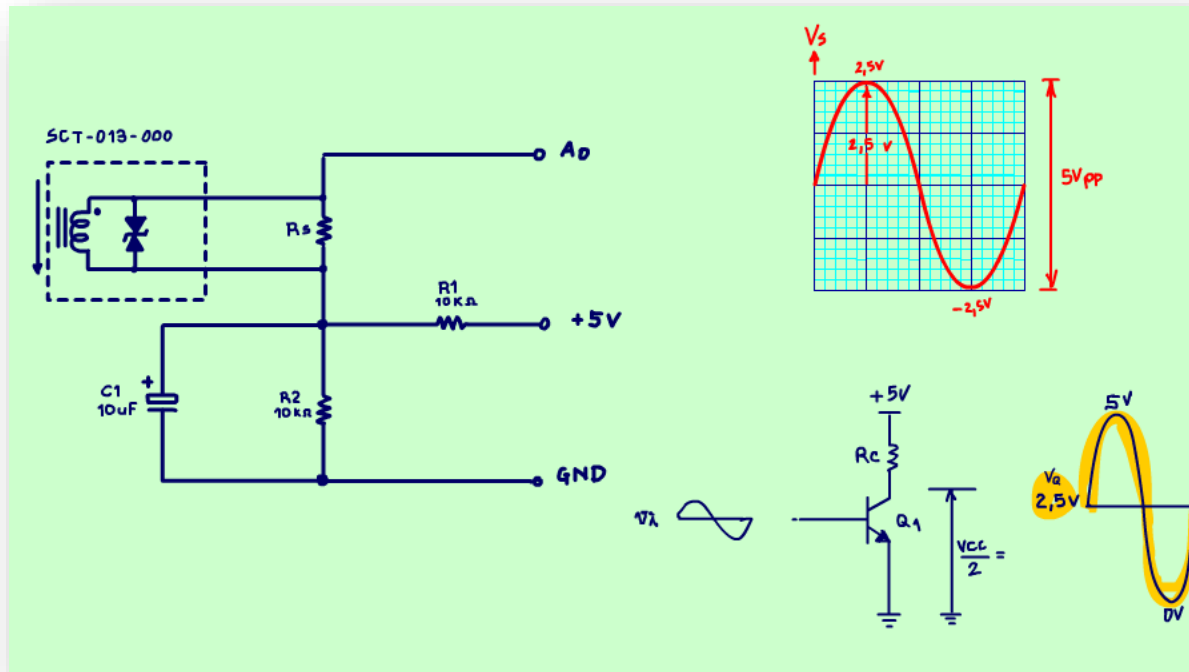 SCT-013-000
A0
Rs
R1
10KΩ
+5V
C1
+
10uF
R2
10KΩ
GND
Vs
2,5V
2,5 V
5Vpp
-2,5V
+5V
Rc
Q1
VCC
2
=
5V
VQ
2,5V
0V